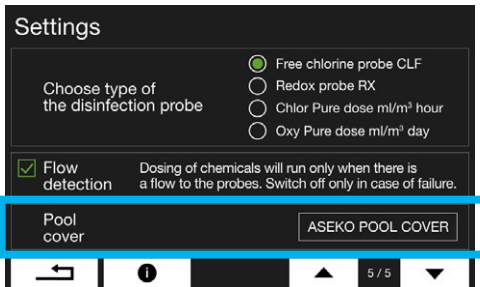 Settings
Choose type of
the disinfection probe
Free chlorine probe CLF
Redox probe RX
Chlor Pure dose ml/m³ hour
Oxy Pure dose ml/m³ day
Flow
detection
Dosing of chemicals will run only when there is
a flow to the probes. Switch off only in case of failure.
Pool
cover
ASEKO POOL COVER
i
5 / 5